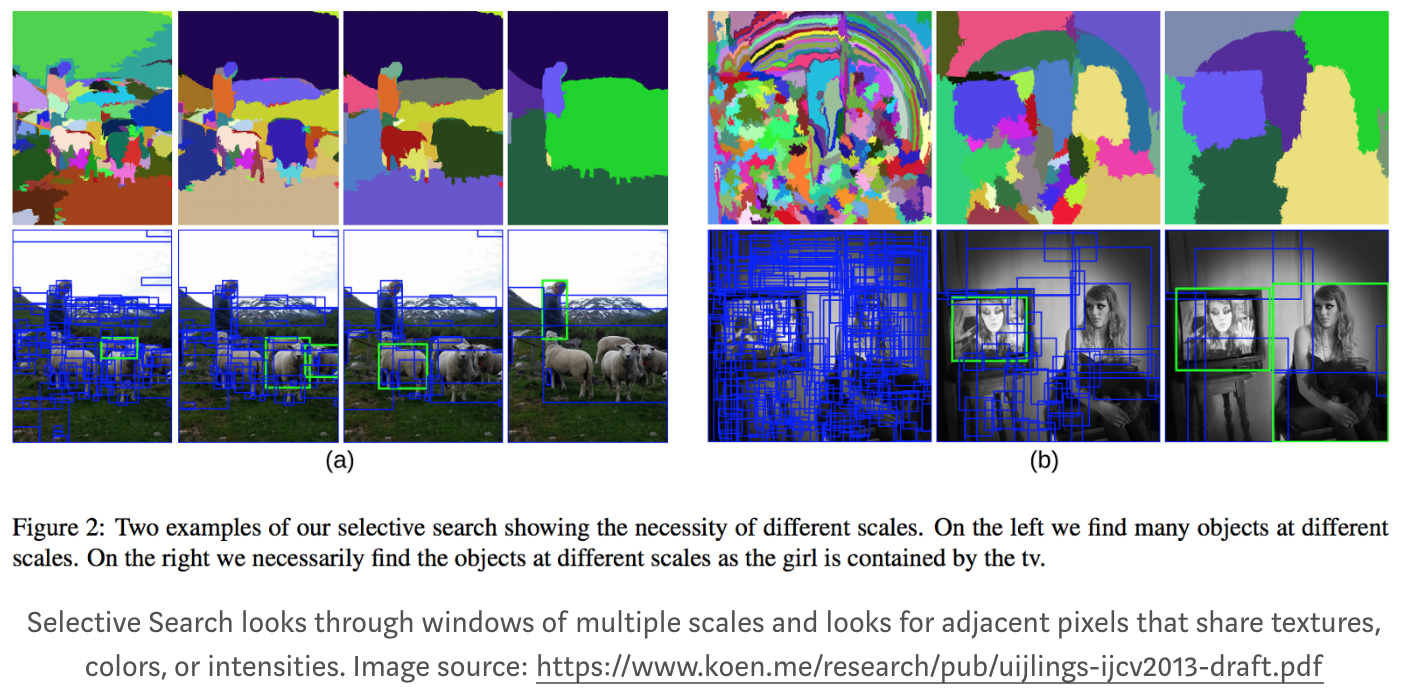 (a)
(b)
Figure 2: Two examples of our selective search showing the necessity of different scales. On the left we find many objects at different
scales. On the right we necessarily find the objects at different scales as the girl is contained by the tv.
Selective Search looks through windows of multiple scales and looks for adjacent pixels that share textures,
colors, or intensities. Image source: https://www.koen.me/research/pub/uijlings-ijcv2013-draft.pdf